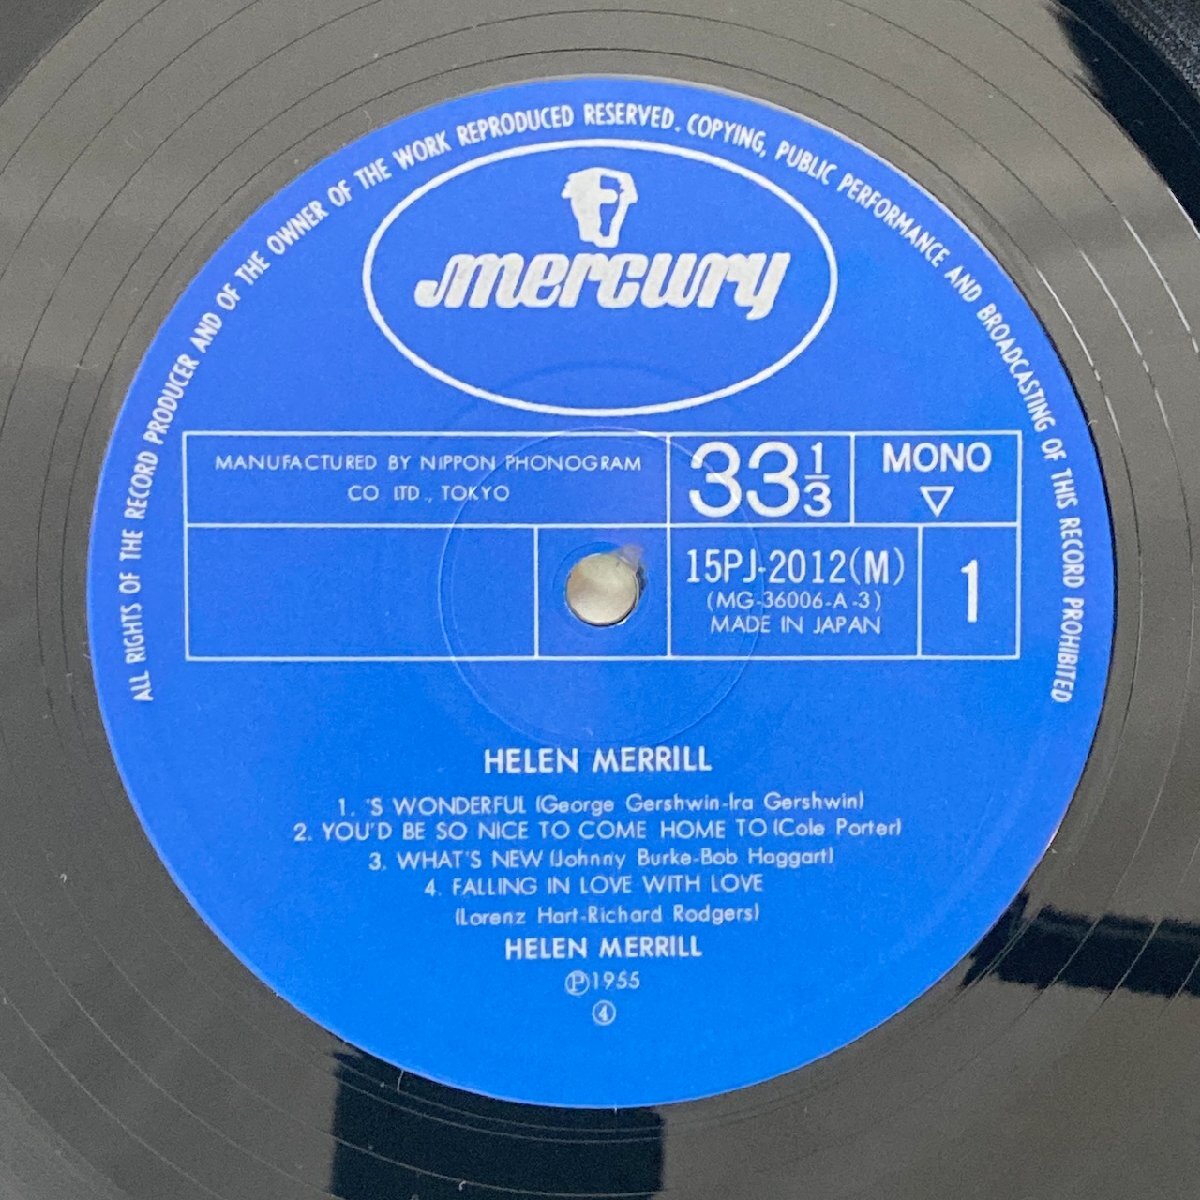 ALL RIGHTS OF THE RECORD PRODUCER AND OF THE OWNER OF THE WORK REPRODUCED RESERVED. COPYING, PUBLIC PERFORMANCE AND BROADCASTING OF THIS RECORD PROHIBITED
mercury
MANUFACTURED BY NIPPON PHONOGRAM
CO LTD., TOKYO
33 1/3
MONO
▽
15PJ-2012(M)
(MG-36006-A-3)
MADE IN JAPAN
1
HELEN MERRILL
1. 'S WONDERFUL (George Gershwin-Ira Gershwin)
2. YOU'D BE SO NICE TO COME HOME TO (Cole Porter)
3. WHAT'S NEW (Johnny Burke-Bob Haggart)
4. FALLING IN LOVE WITH LOVE
(Lorenz Hart-Richard Rodgers)
HELEN MERRILL
℗1955
④